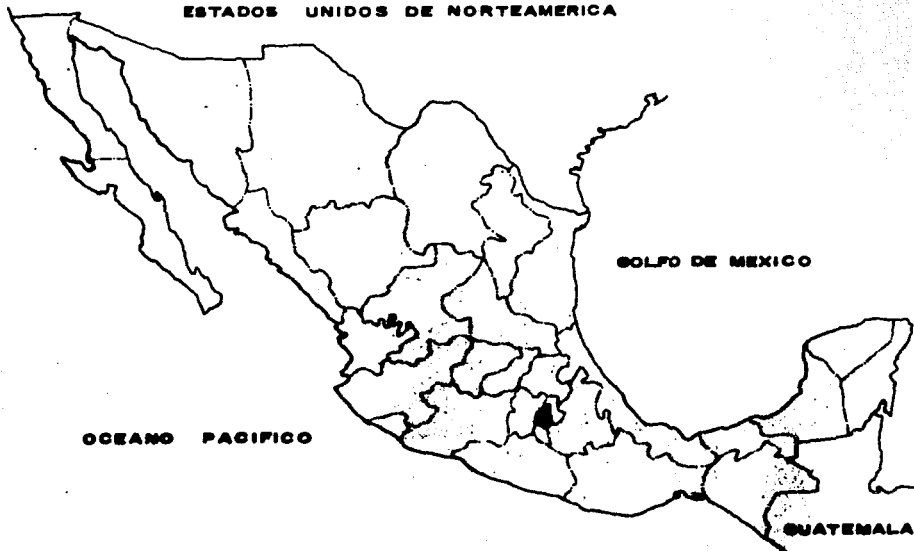 ESTADOS UNIDOS DE NORTEAMERICA
GOLFO DE MEXICO
OCEANO PACIFICO
GUATEMALA